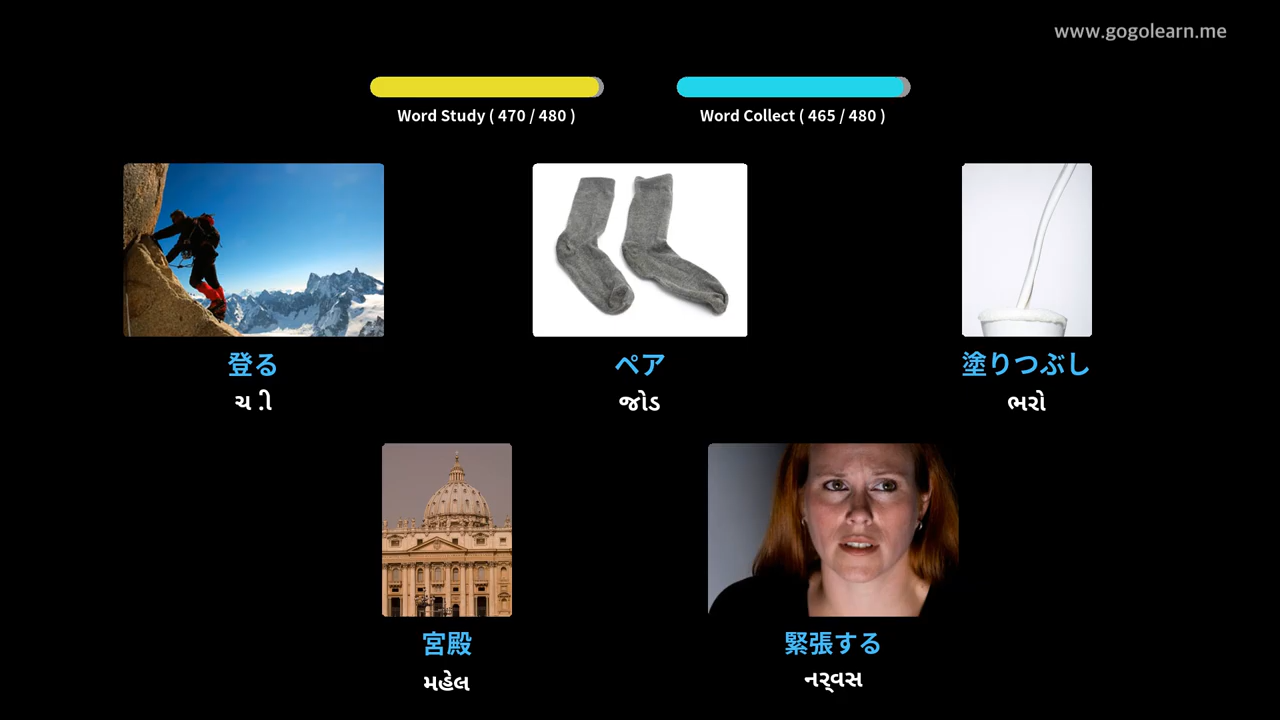 www.gogolearn.me
Word Study ( 470 / 480 )
Word Collect ( 465 / 480 )
登る
ペア
塗りつぶし
ચ .ી
જોડ
ભરો
宮殿
緊張する
મહેલ
નર્વસ